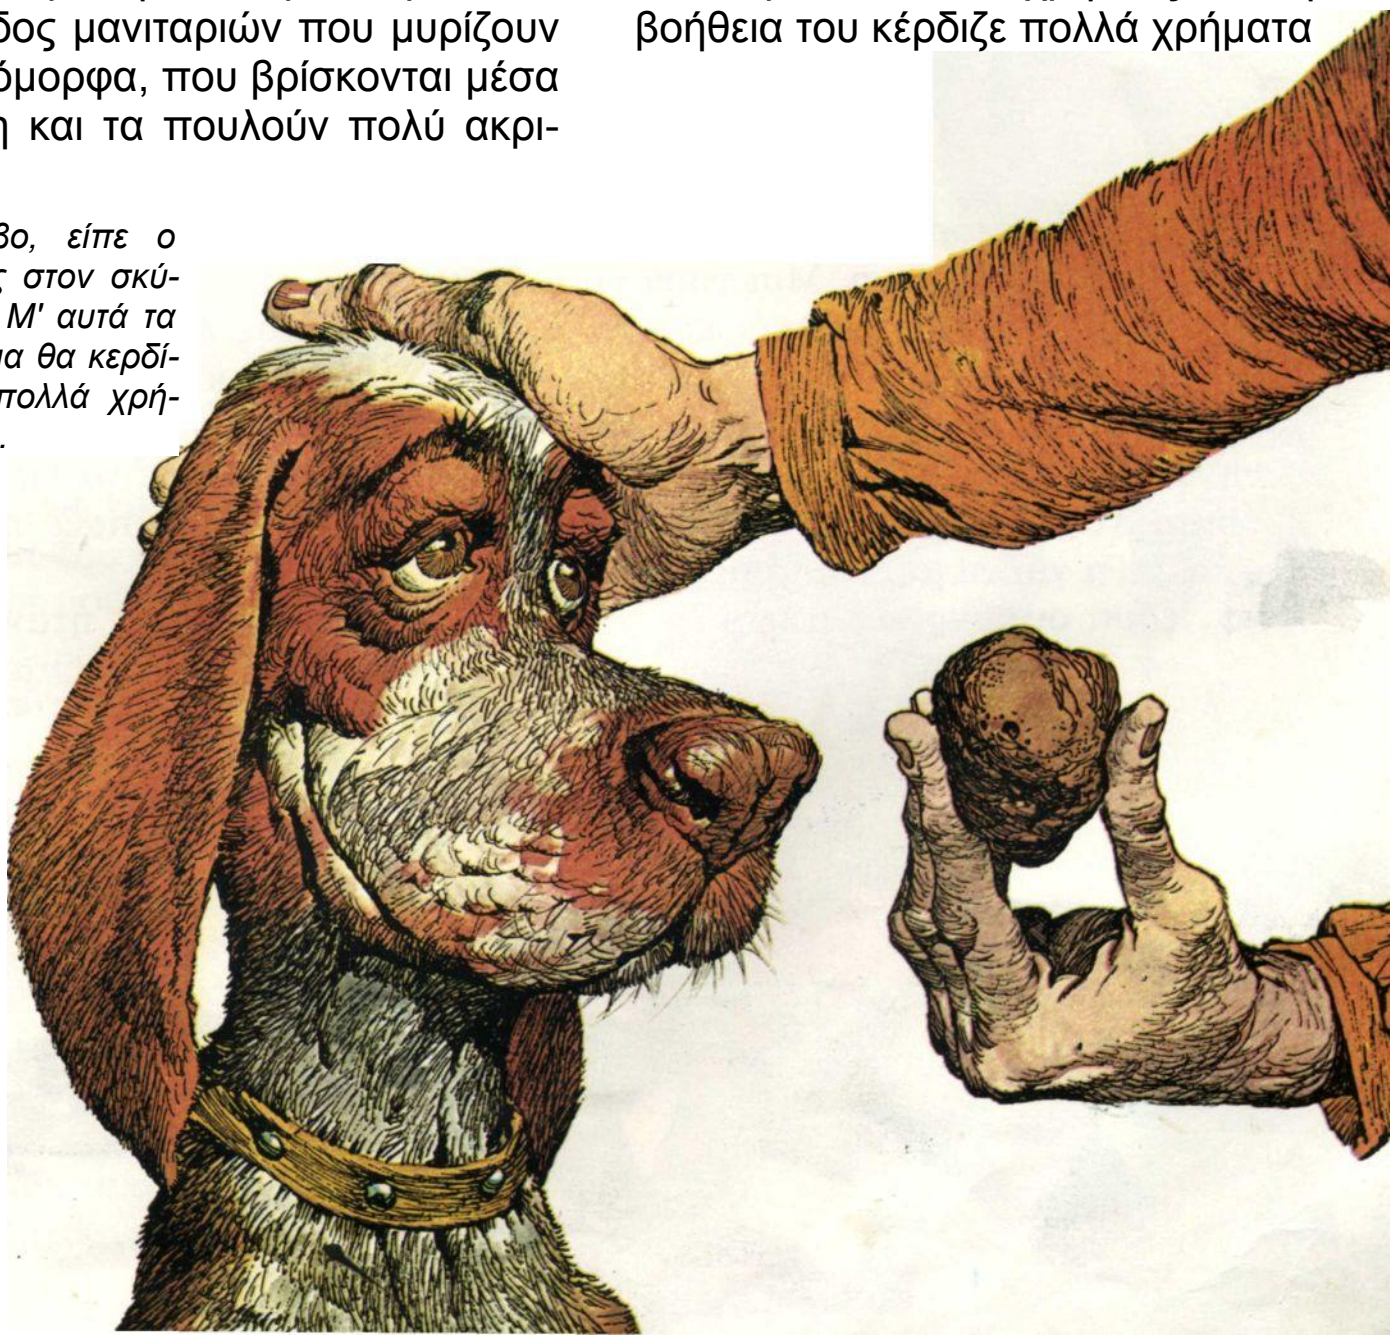 δος μανιταριών που μυρίζουν
όμορφα, που βρίσκονται μέσα
η και τα πουλούν πολύ ακρι-
βο, είπε ο
ς στον σκύ-
Μ' αυτά τα
μα θα κερδί-
πολλά χρή-
.
βοήθεια του κέρδιζε πολλά χρήματα